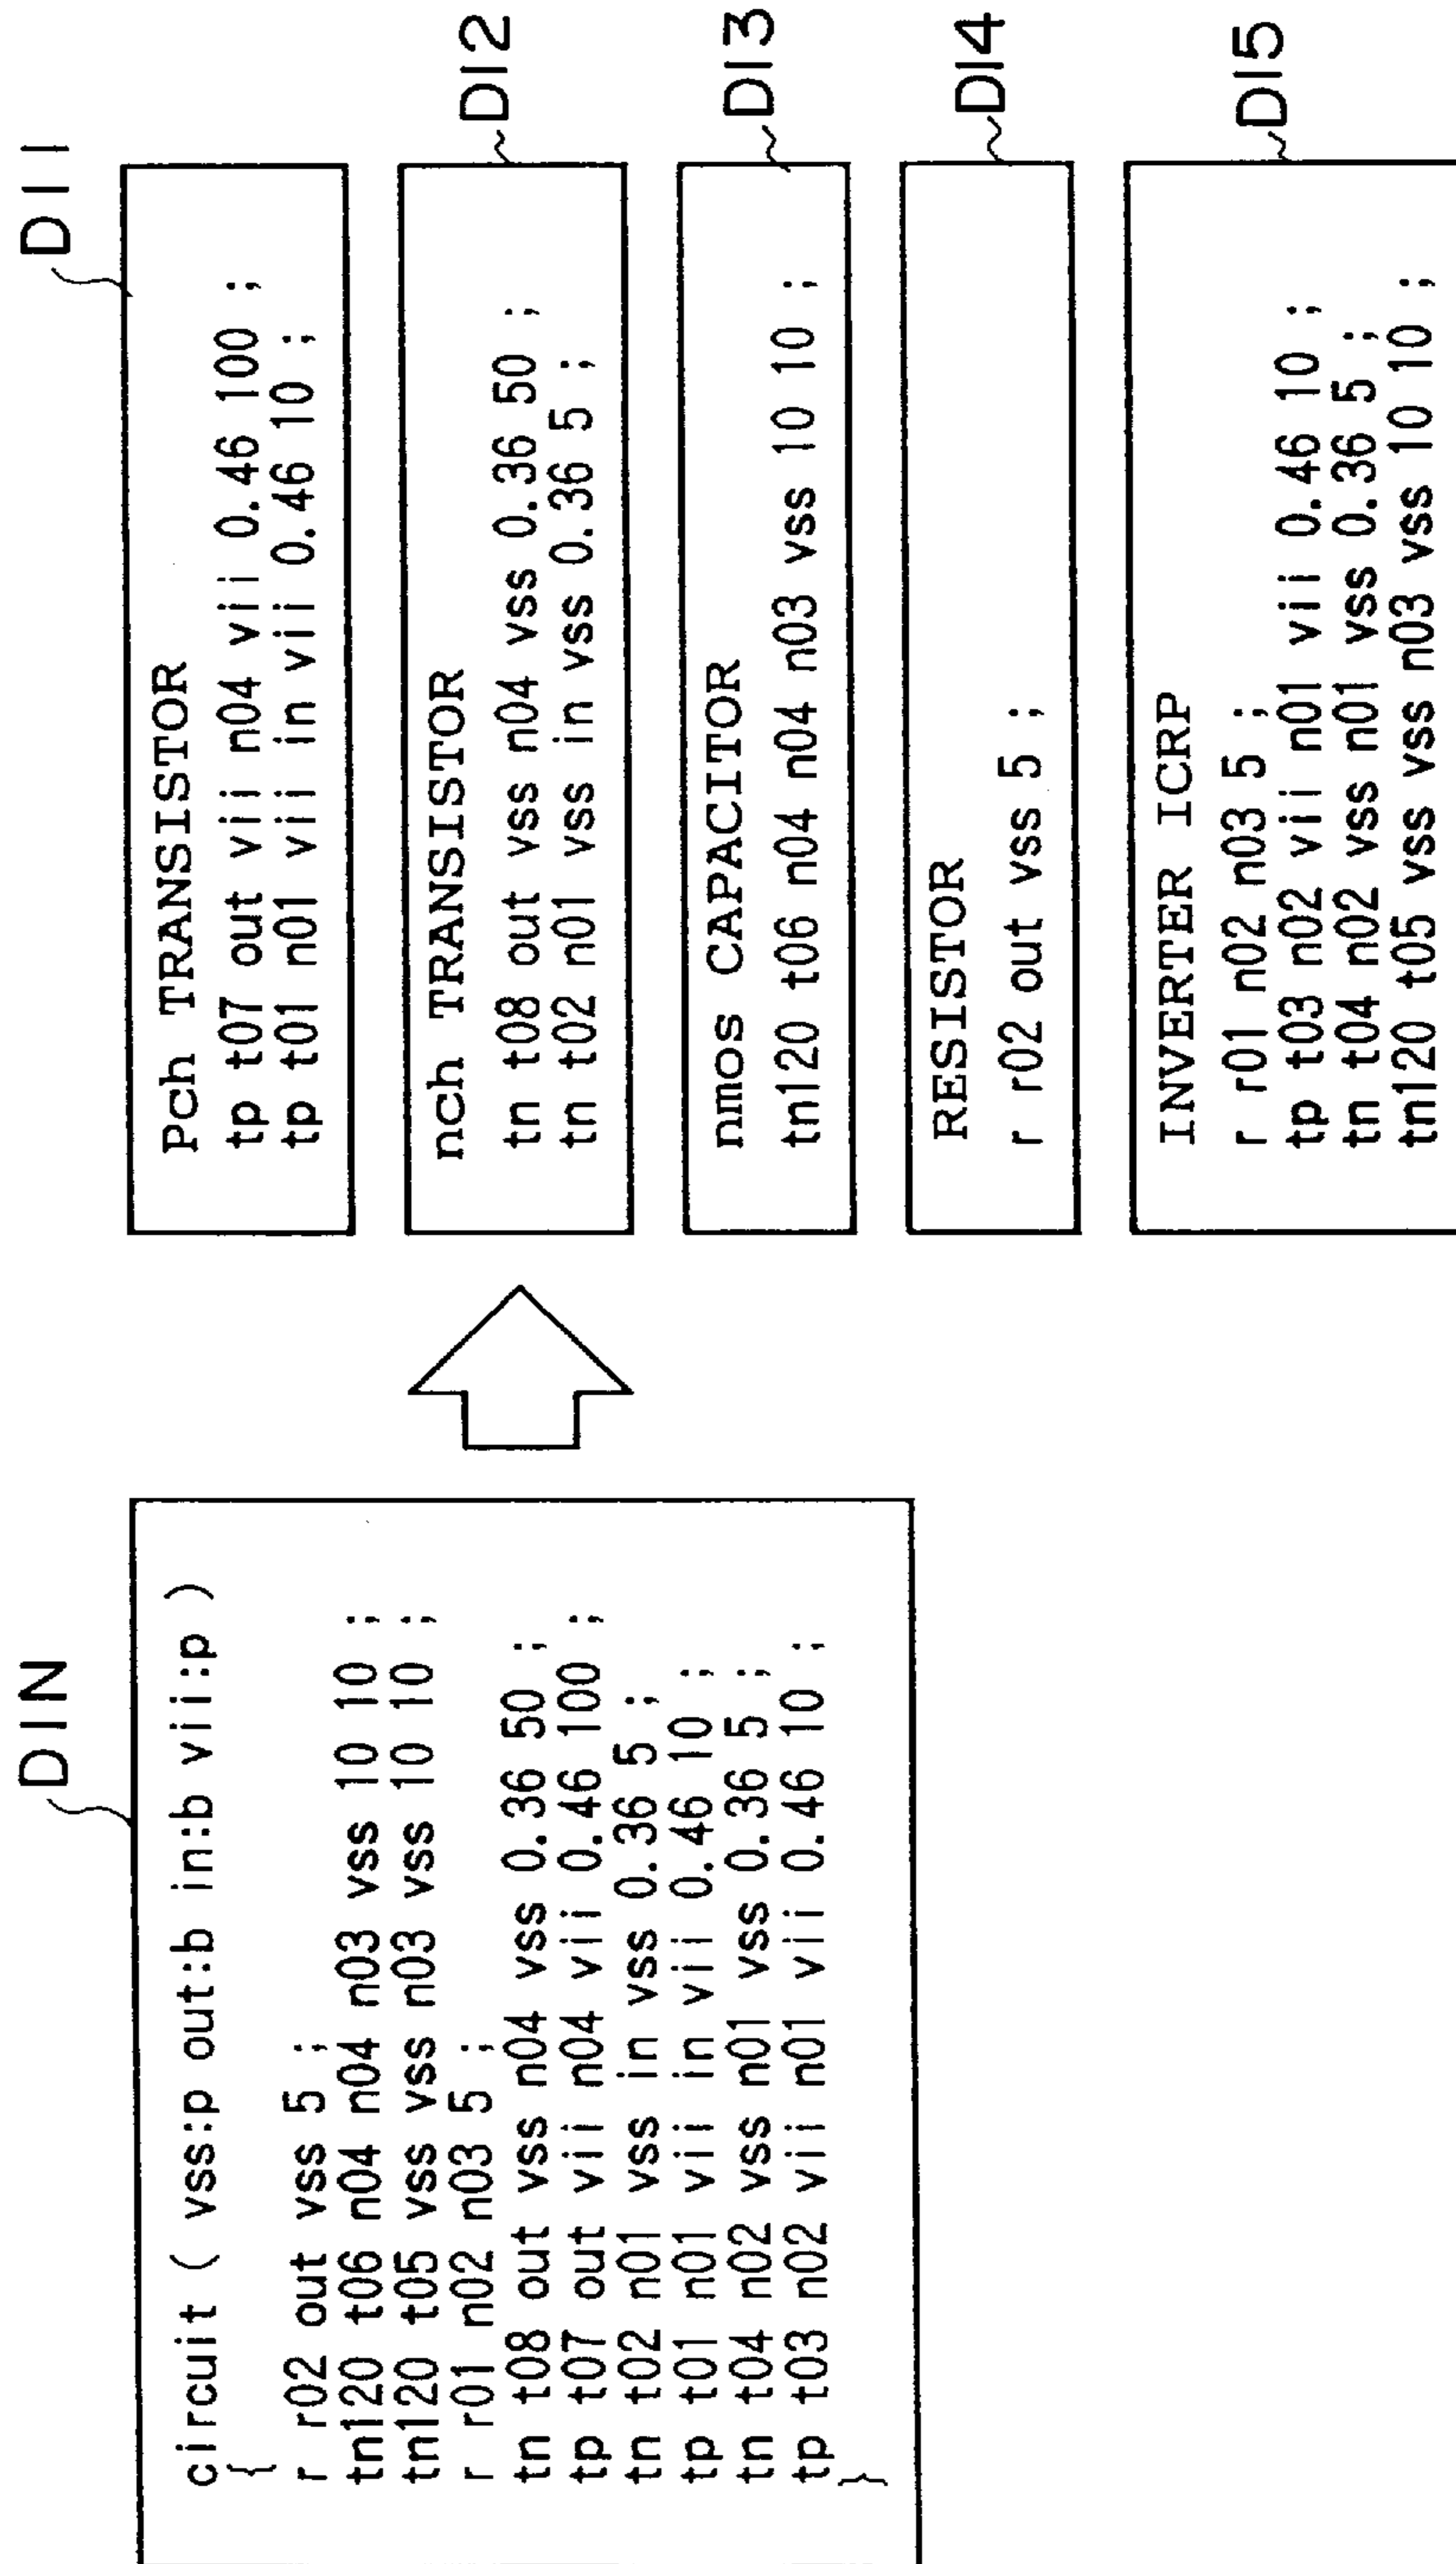 DIN
circuit ( vss:p out:b in:b vii:p )
{
r r02 out vss 5 ;
tn120 t06 n04 n04 n03 vss 10 10 ;
tn120 t05 vss vss n03 vss 10 10 ;
r r01 n02 n03 5 ;
tn t08 out vss n04 vss 0.36 50 ;
tp t07 out vii n04 vii 0.46 100 ;
tn t02 n01 vss in vss 0.36 5 ;
tp t01 n01 vii in vii 0.46 10 ;
tn t04 n02 vss n01 vss 0.36 5 ;
tp t03 n02 vii n01 vii 0.46 10 ;
}
DI1
Pch TRANSISTOR
tp t07 out vii n04 vii 0.46 100 ;
tp t01 n01 vii in vii 0.46 10 ;
DI2
nch TRANSISTOR
tn t08 out vss n04 vss 0.36 50 ;
tn t02 n01 vss in vss 0.36 5 ;
DI3
nmos CAPACITOR
tn120 t06 n04 n04 n03 vss 10 10 ;
DI4
RESISTOR
r r02 out vss 5 ;
DI5
INVERTER ICRP
r r01 n02 n03 5 ;
tp t03 n02 vii n01 vii 0.46 10 ;
tn t04 n02 vss n01 vss 0.36 5 ;
tn120 t05 vss vss n03 vss 10 10 ;